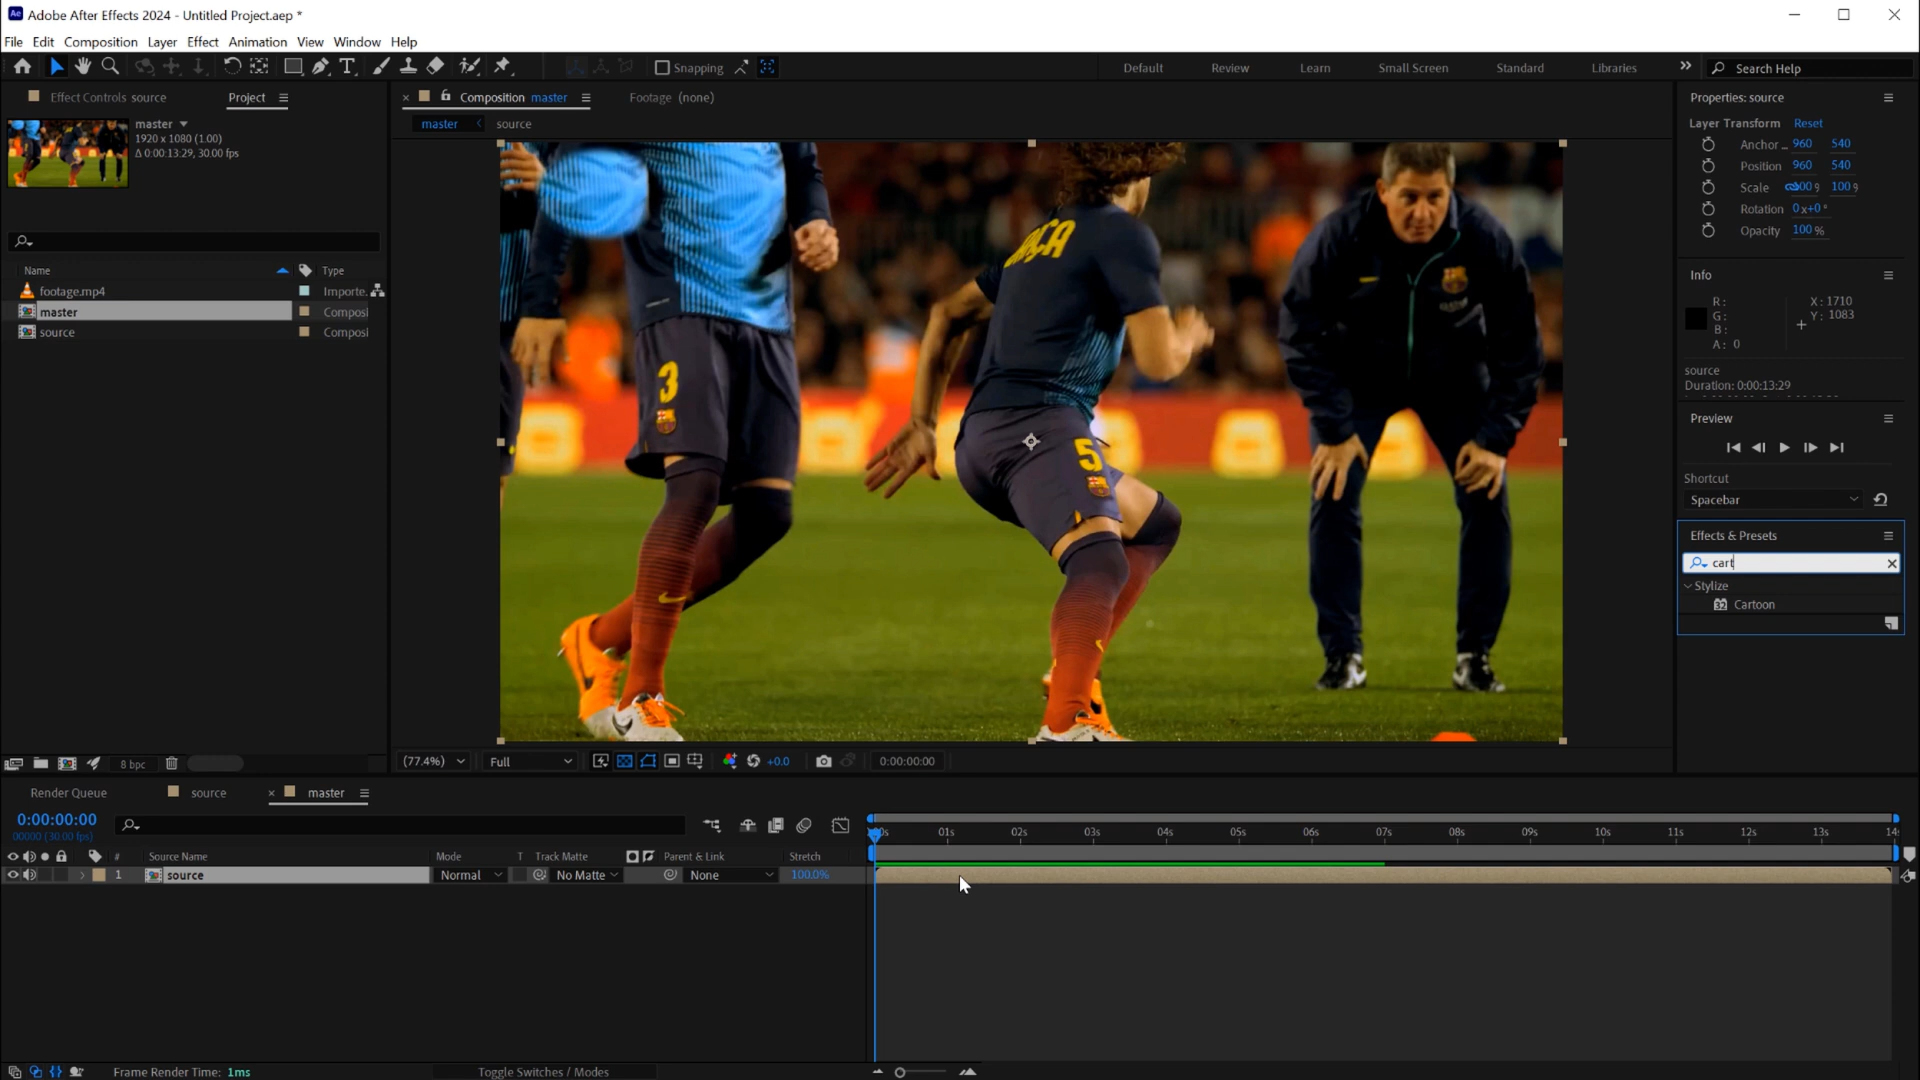 Adobe After Effects 2024 - Untitled Project.aep *
File Edit Composition Layer Effect Animation View Window Help
Snapping
Default Review Learn Small Screen Standard Libraries
Search Help
Effect Controls source
Project
master
1920 x 1080 (1.00)
Δ 0:00:13:29, 30.00 fps
Name Type
footage.mp4 Importe
master Composi
source Composi
8 bpc
Composition master
Footage (none)
master source
3
5
(77.4%) Full +0.0 0:00:00:00
Properties: source
Layer Transform Reset
Anchor ... 960 540
Position 960 540
Scale 100
Rotation 0x+0°
Opacity 100 %
Info
R:
G:
B:
A: 0
X: 1710
Y: 1083
source
Duration: 0:00:13:29
Preview
Shortcut
Spacebar
Effects & Presets
cart
Stylize
32 Cartoon
Render Queue source master
0:00:00:00
00000 (30.00 fps)
# Source Name Mode T Track Matte Parent & Link Stretch
1 source Normal No Matte None 100.0%
01s 02s 03s 04s 05s 06s 07s 08s 09s 10s 11s 12s 13s
Frame Render Time: 1ms
Toggle Switches / Modes